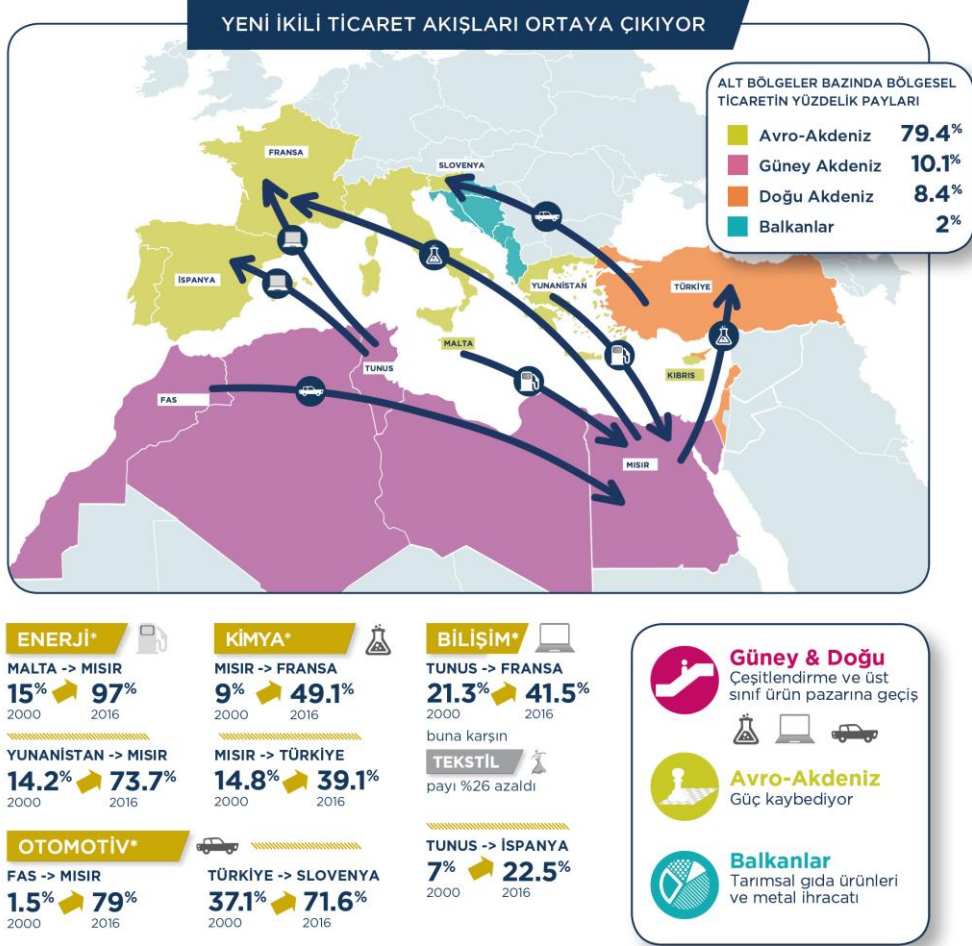 YENİ İKİLİ TİCARET AKIŞLARI ORTAYA ÇIKIYOR
ALT BÖLGELER BAZINDA BÖLGESEL
TİCARETİN YÜZDELİK PAYLARI
Avro-Akdeniz 79.4%
Güney Akdeniz 10.1%
Doğu Akdeniz 8.4%
Balkanlar 2%
FRANSA
SLOVENYA
İSPANYA
YUNANİSTAN
TÜRKİYE
MALTA
KIBRIS
TUNUS
FAS
MISIR
ENERJİ*
MALTA -> MISIR
15% 97%
2000 2016
YUNANİSTAN -> MISIR
14.2% 73.7%
2000 2016
KİMYA*
MISIR -> FRANSA
9% 49.1%
2000 2016
MISIR -> TÜRKİYE
14.8% 39.1%
2000 2016
BİLİŞİM*
TUNUS -> FRANSA
21.3% 41.5%
2000 2016
buna karşın
TEKSTİL
payı %26 azaldı
TUNUS -> İSPANYA
7% 22.5%
2000 2016
OTOMOTİV*
FAS -> MISIR
1.5% 79%
2000 2016
TÜRKİYE -> SLOVENYA
37.1% 71.6%
2000 2016
Güney & Doğu
Çeşitlendirme ve üst
sınıf ürün pazarına geçiş
Avro-Akdeniz
Güç kaybediyor
Balkanlar
Tarımsal gıda ürünleri
ve metal ihracatı